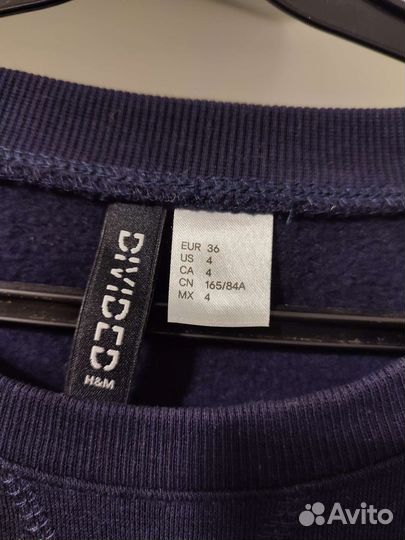 DIVIDED
H&M
EUR 36
US 4
CA 4
CN 165/84A
MX 4
Avito